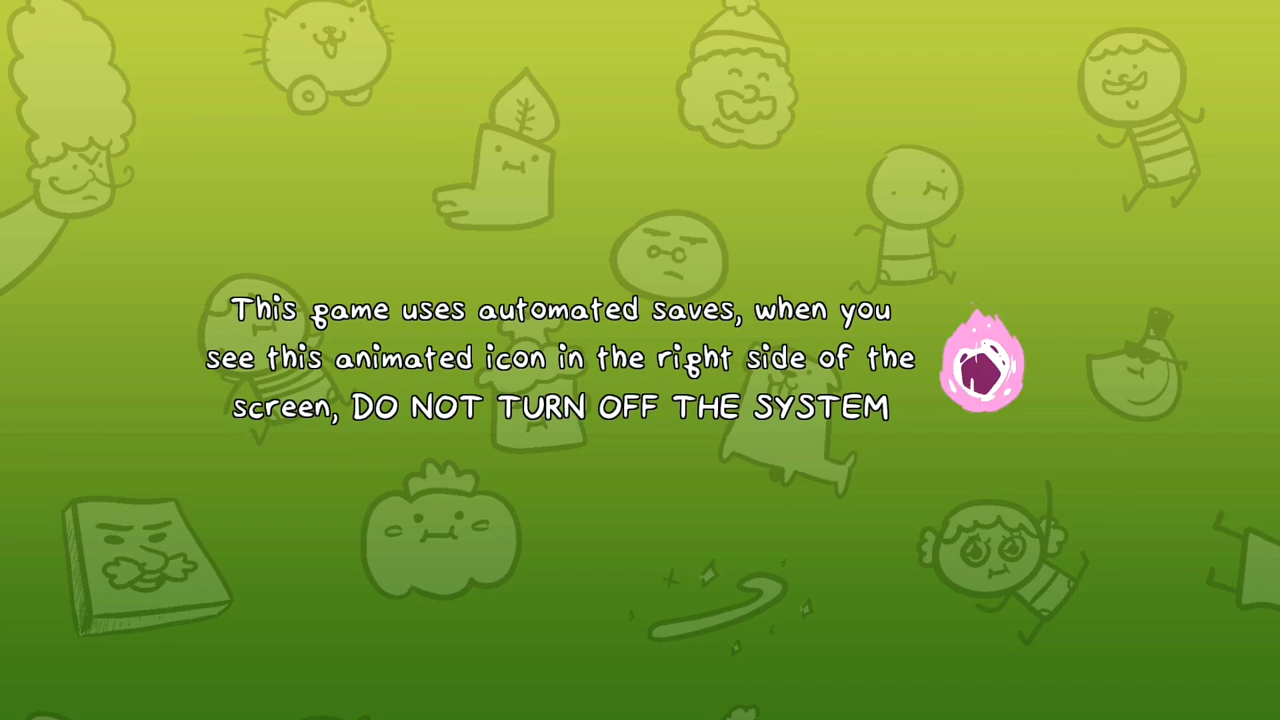 This game uses automated saves, when you
see this animated icon in the right side of the
screen, DO NOT TURN OFF THE SYSTEM